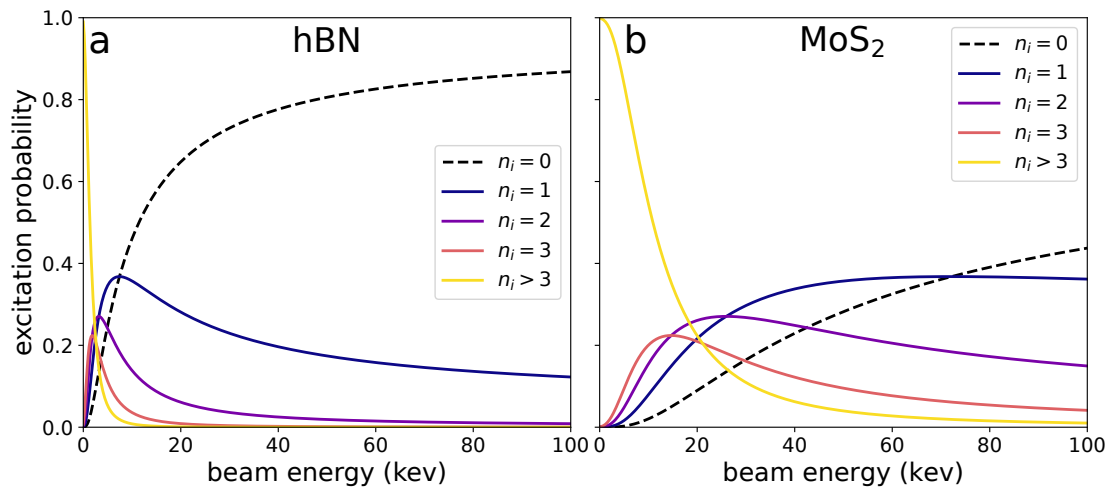 a
hBN
excitation probability
1.0
0.8
0.6
0.4
0.2
0.0
n_i = 0
n_i = 1
n_i = 2
n_i = 3
n_i > 3
0
20
40
60
80
100
beam energy (kev)
b
MoS₂
n_i = 0
n_i = 1
n_i = 2
n_i = 3
n_i > 3
0
20
40
60
80
100
beam energy (kev)